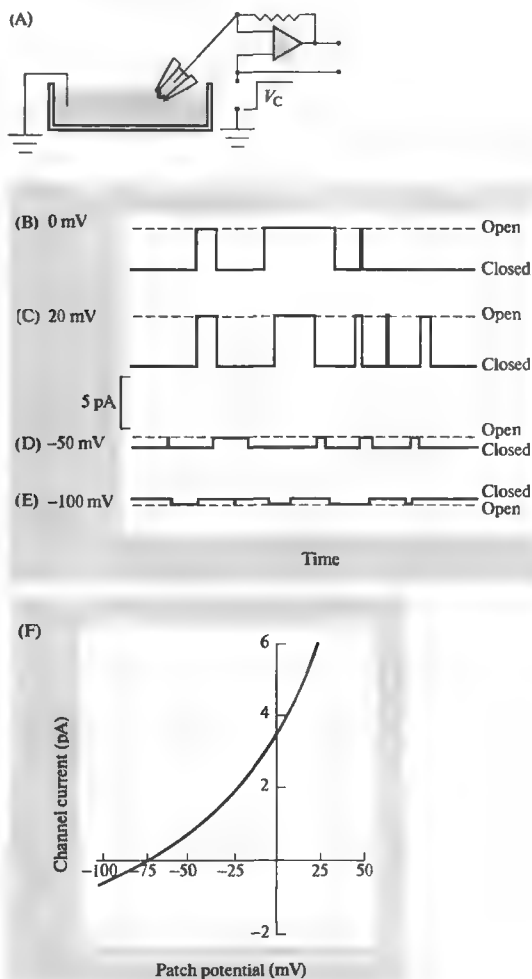 (A)
V_C
(B) 0 mV
Open
Closed
(C) 20 mV
Open
Closed
5 pA
(D) −50 mV
Open
Closed
(E) −100 mV
Closed
Open
Time
(F)
6
4
2
−100 −75 −50 −25 25 50
−2
Channel current (pA)
Patch potential (mV)